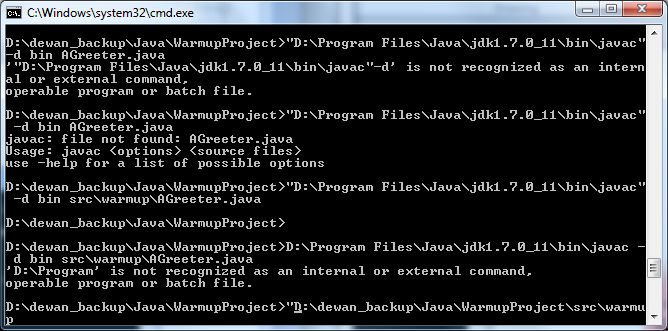 C:\Windows\system32\cmd.exe
D:\dewan_backup\Java\WarmupProject>"D:\Program Files\Java\jdk1.7.0_11\bin\javac"
-d bin AGreeter.java
'"D:\Program Files\Java\jdk1.7.0_11\bin\javac"-d' is not recognized as an intern
al or external command,
operable program or batch file.
D:\dewan_backup\Java\WarmupProject>"D:\Program Files\Java\jdk1.7.0_11\bin\javac"
 -d bin AGreeter.java
javac: file not found: AGreeter.java
Usage: javac <options> <source files>
use -help for a list of possible options
D:\dewan_backup\Java\WarmupProject>"D:\Program Files\Java\jdk1.7.0_11\bin\javac"
 -d bin src\warmup\AGreeter.java
D:\dewan_backup\Java\WarmupProject>
D:\dewan_backup\Java\WarmupProject>D:\Program Files\Java\jdk1.7.0_11\bin\javac -
 d bin src\warmup\AGreeter.java
'D:\Program' is not recognized as an internal or external command,
operable program or batch file.
D:\dewan_backup\Java\WarmupProject>"D:\dewan_backup\Java\WarmupProject\src\warmu
p